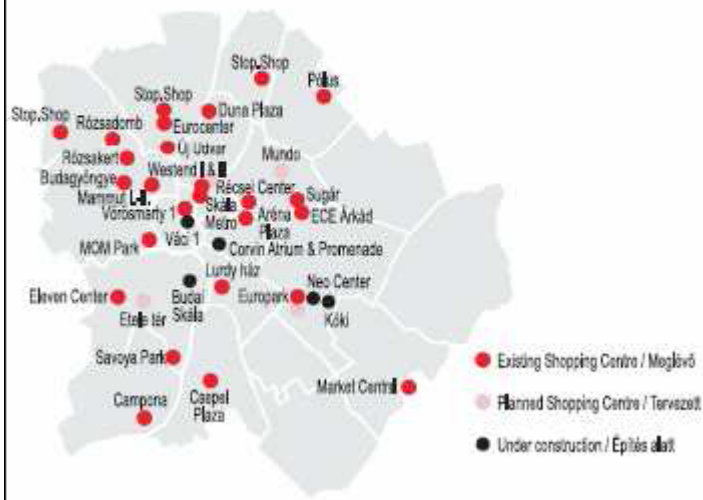 Stop.Shop
Pólus
Stop.Shop
Duna Plaza
Stop.Shop
Rózsadomb
Eurocenter
Új Udvar
Mundo
Rózsakert
Westend I & II
Budagyöngye
Récsei Center
Sugár
Mammut I-II.
Skála
Metro
Aréna
Plaza
ECE Árkád
Vörösmarty 1
Váci 1
Corvin Atrium & Promenade
MOM Park
Lurdy ház
Neo Center
Eleven Center
Budai
Skála
Europark
Etele tér
Köki
Savoya Park
Existing Shopping Centre / Meglévő
Market Central
Csepel
Plaza
Planned Shopping Centre / Tervezett
Campona
Under construction / Építés alatt